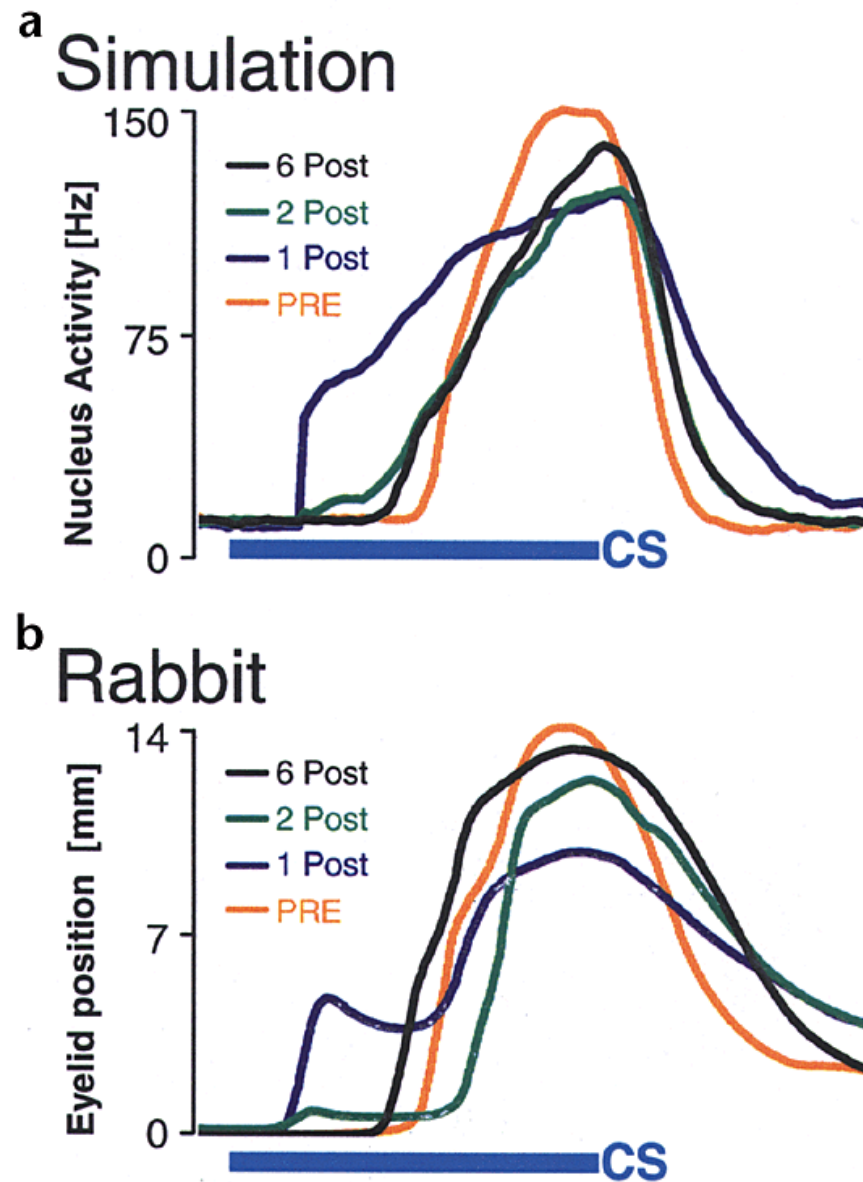 a
Simulation
150
75
0
Nucleus Activity [Hz]
6 Post
2 Post
1 Post
PRE
CS
b
Rabbit
14
7
0
Eyelid position [mm]
6 Post
2 Post
1 Post
PRE
CS